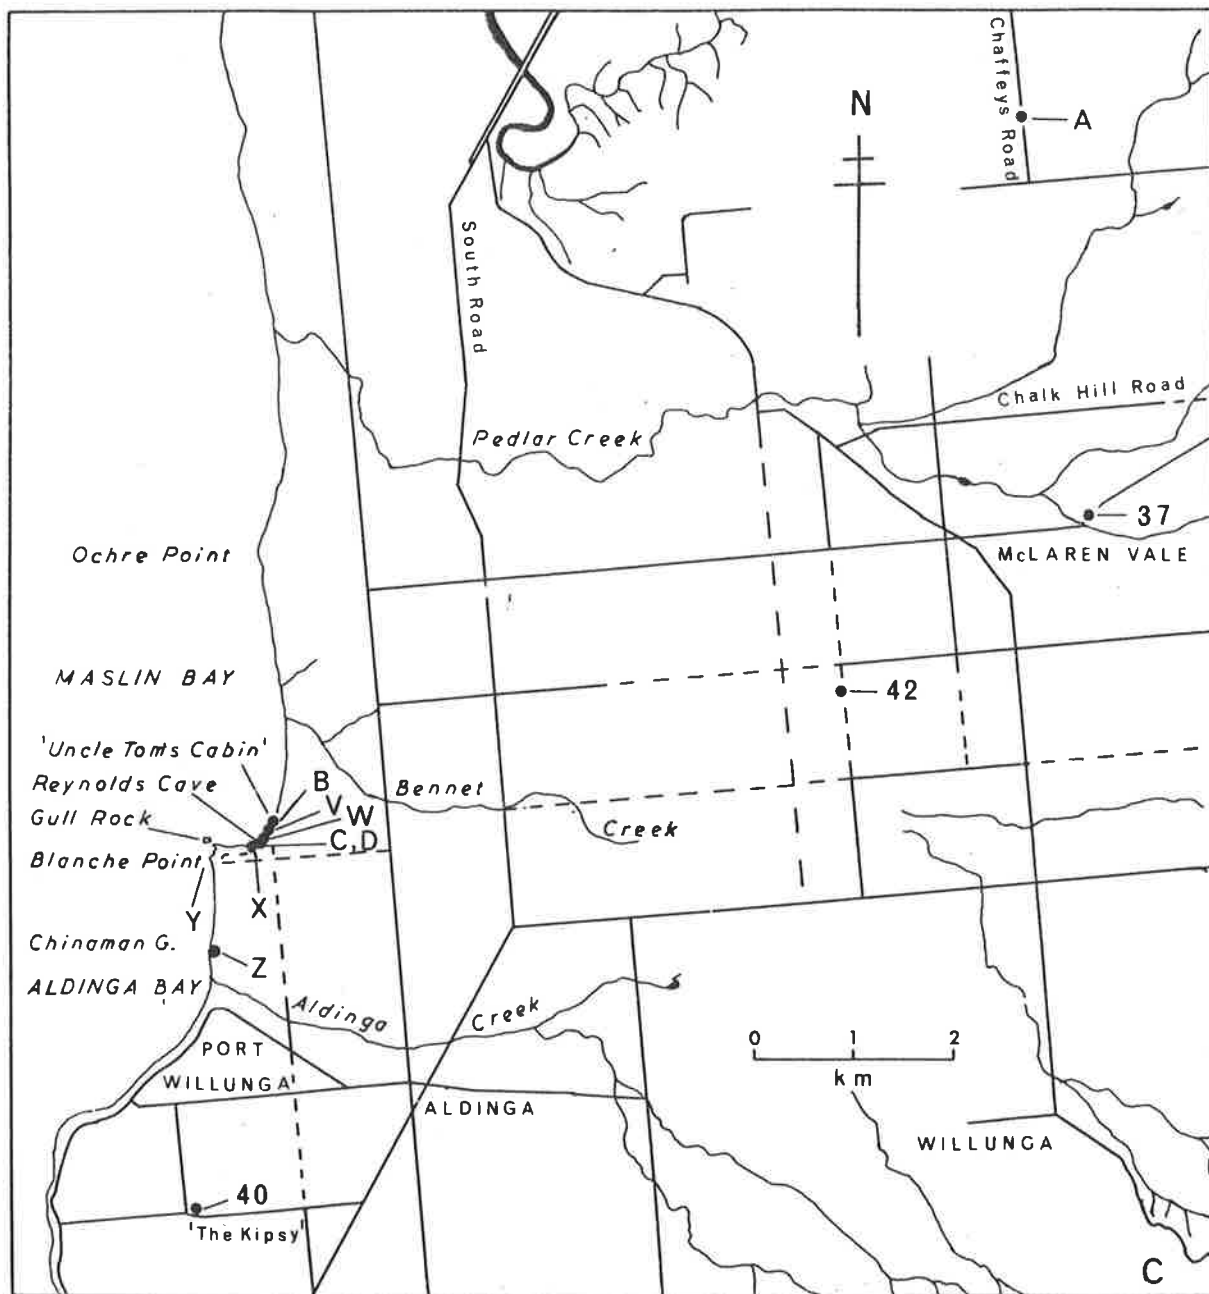 Chaffeys Road
A
N
South Road
Chalk Hill Road
Pedlar Creek
37
Ochre Point
McLAREN VALE
MASLIN BAY
42
'Uncle Tom's Cabin'
B
Reynolds Cave
V
Bennet
W
Gull Rock
Creek
C,D
Blanche Point
Y
X
Chinaman G.
Z
ALDINGA BAY
Aldinga
Creek
0 1 2
km
PORT
WILLUNGA
ALDINGA
WILLUNGA
40
'The Kipsy'
C